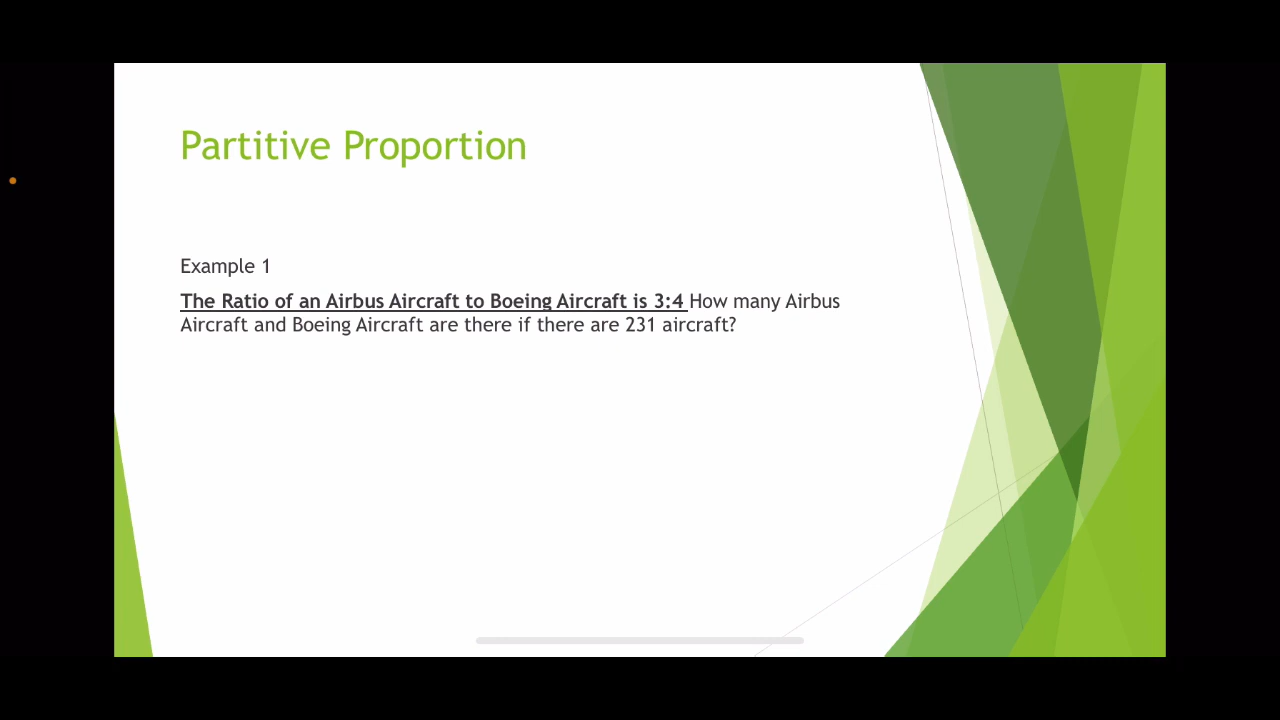 Partitive Proportion
Example 1
The Ratio of an Airbus Aircraft to Boeing Aircraft is 3:4 How many Airbus
Aircraft and Boeing Aircraft are there if there are 231 aircraft?